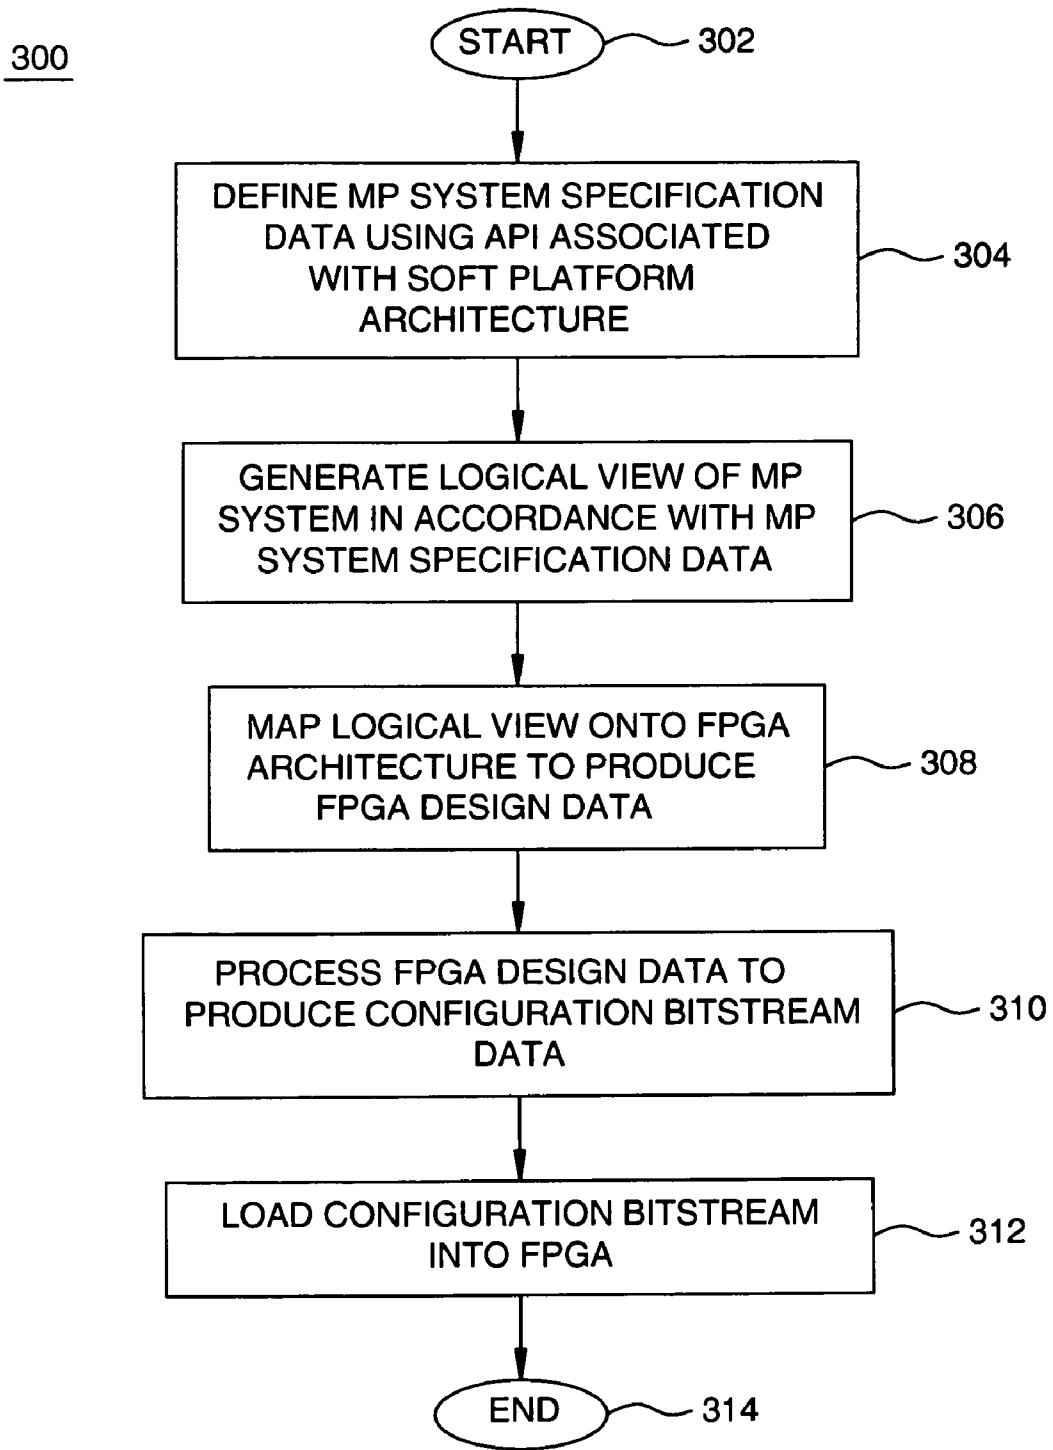 300
START
302
DEFINE MP SYSTEM SPECIFICATION
DATA USING API ASSOCIATED
WITH SOFT PLATFORM
ARCHITECTURE
304
GENERATE LOGICAL VIEW OF MP
SYSTEM IN ACCORDANCE WITH MP
SYSTEM SPECIFICATION DATA
306
MAP LOGICAL VIEW ONTO FPGA
ARCHITECTURE TO PRODUCE
FPGA DESIGN DATA
308
PROCESS FPGA DESIGN DATA TO
PRODUCE CONFIGURATION BITSTREAM
DATA
310
LOAD CONFIGURATION BITSTREAM
INTO FPGA
312
END
314